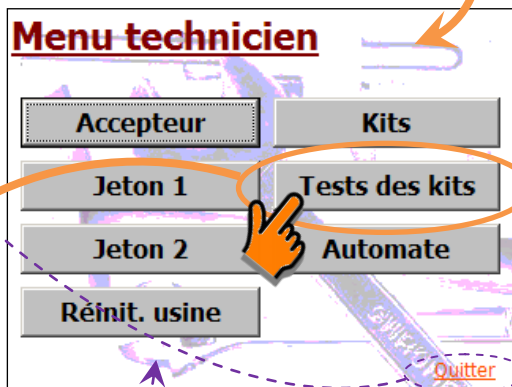 Menu technicien
Accepteur
Kits
Jeton 1
Tests des kits
Jeton 2
Automate
Réinit. usine
Quitter